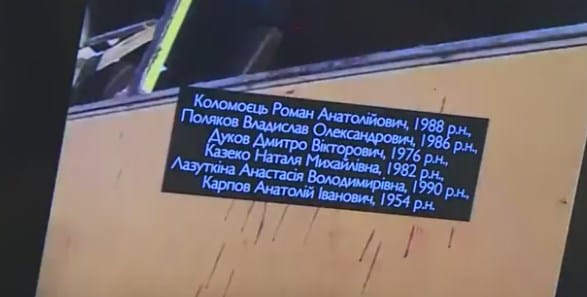 Коломоєць Роман Анатолійович, 1988 р.н.,
Поляков Владислав Олександрович, 1986 р.н.,
Дуков Дмитро Вікторович, 1976 р.н.,
Казеко Наталя Михайлівна, 1982 р.н.,
Лазуткіна Анастасія Володимирівна, 1990 р.н.,
Карпов Анатолій Іванович, 1954 р.н.